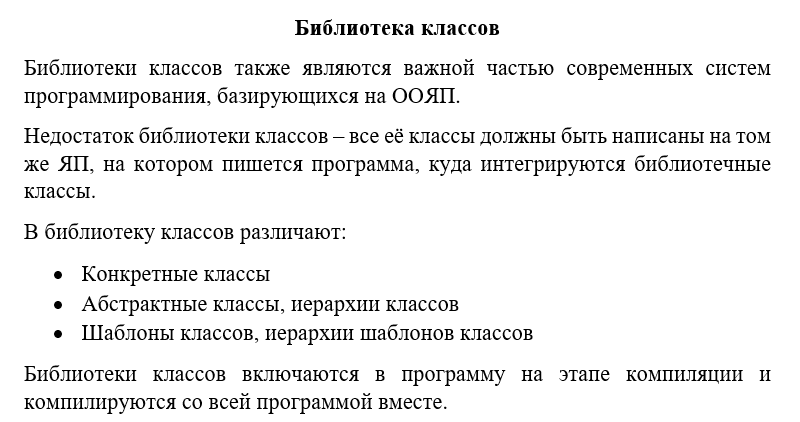 Библиотека классов
Библиотеки классов также являются важной частью современных систем
программирования, базирующихся на ООЯП.
Недостаток библиотеки классов – все её классы должны быть написаны на том
же ЯП, на котором пишется программа, куда интегрируются библиотечные
классы.
В библиотеку классов различают:
• Конкретные классы
• Абстрактные классы, иерархии классов
• Шаблоны классов, иерархии шаблонов классов
Библиотеки классов включаются в программу на этапе компиляции и
компилируются со всей программой вместе.